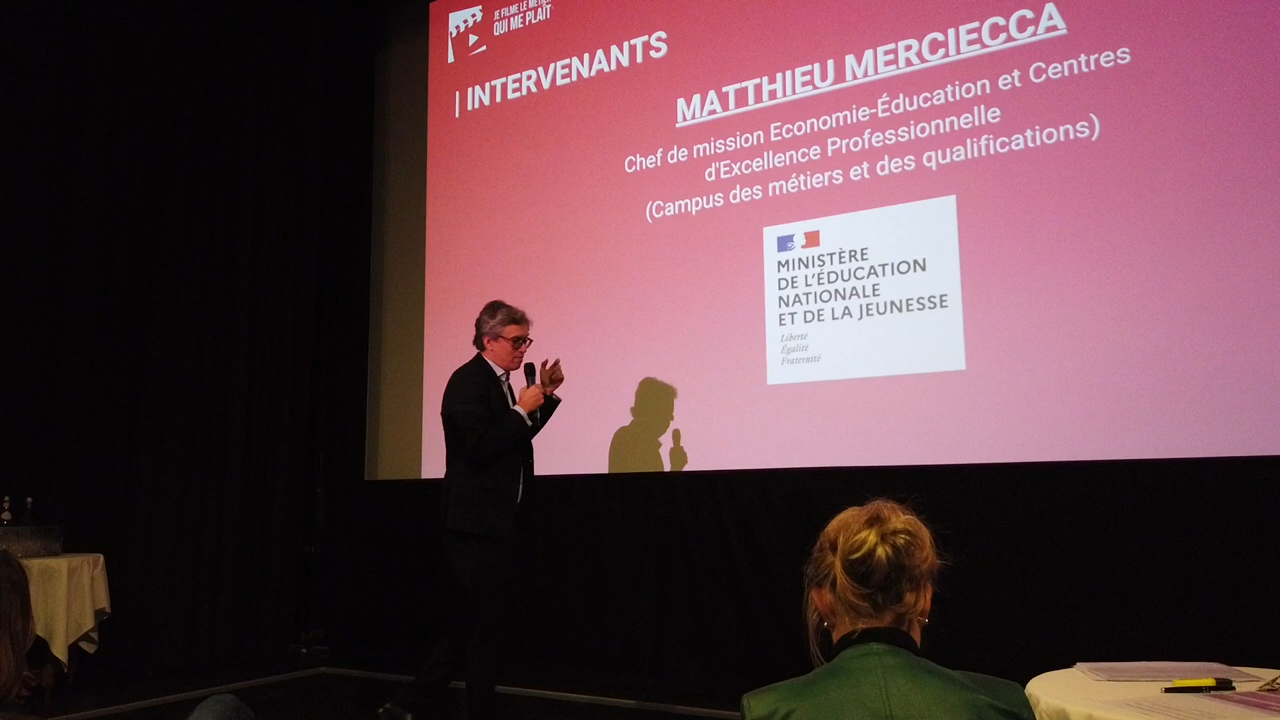 JE FILME LE MÉTIER
QUI ME PLAÎT
| INTERVENANTS
MATTHIEU MERCIECCA
Chef de mission Economie-Éducation et Centres
d'Excellence Professionnelle
(Campus des métiers et des qualifications)
MINISTÈRE
DE L'ÉDUCATION
NATIONALE
ET DE LA JEUNESSE
Liberté
Égalité
Fraternité